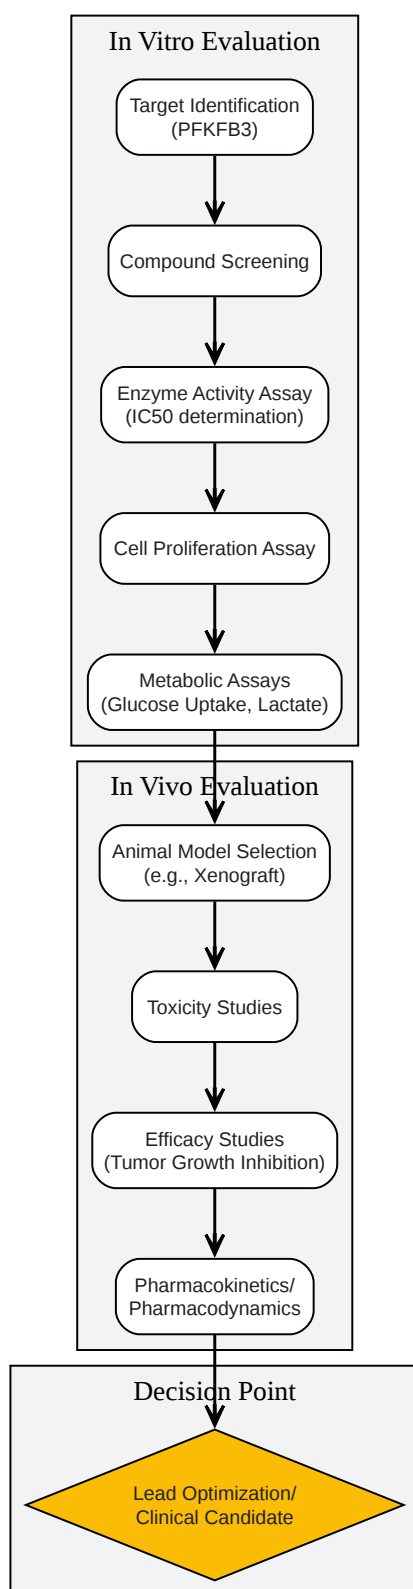 In Vitro Evaluation
Target Identification
(PFKFB3)
Compound Screening
Enzyme Activity Assay
(IC50 determination)
Cell Proliferation Assay
Metabolic Assays
(Glucose Uptake, Lactate)
In Vivo Evaluation
Animal Model Selection
(e.g., Xenograft)
Toxicity Studies
Efficacy Studies
(Tumor Growth Inhibition)
Pharmacokinetics/
Pharmacodynamics
Decision Point
Lead Optimization/
Clinical Candidate